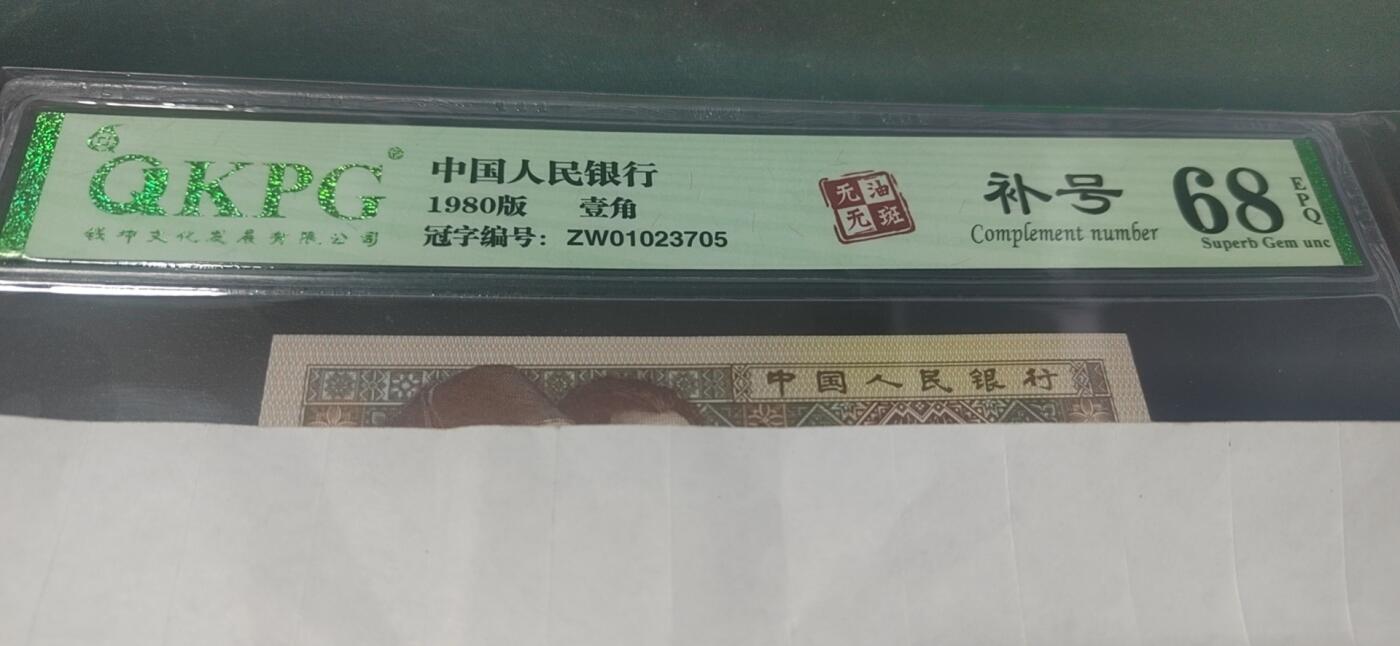 QKPG®
钱币文化发展有限公司
中国人民银行
1980版 壹角
冠字编号: ZW01023705
无油
无斑
补号
Complement number
68
EPQ
Superb Gem unc
中国人民银行